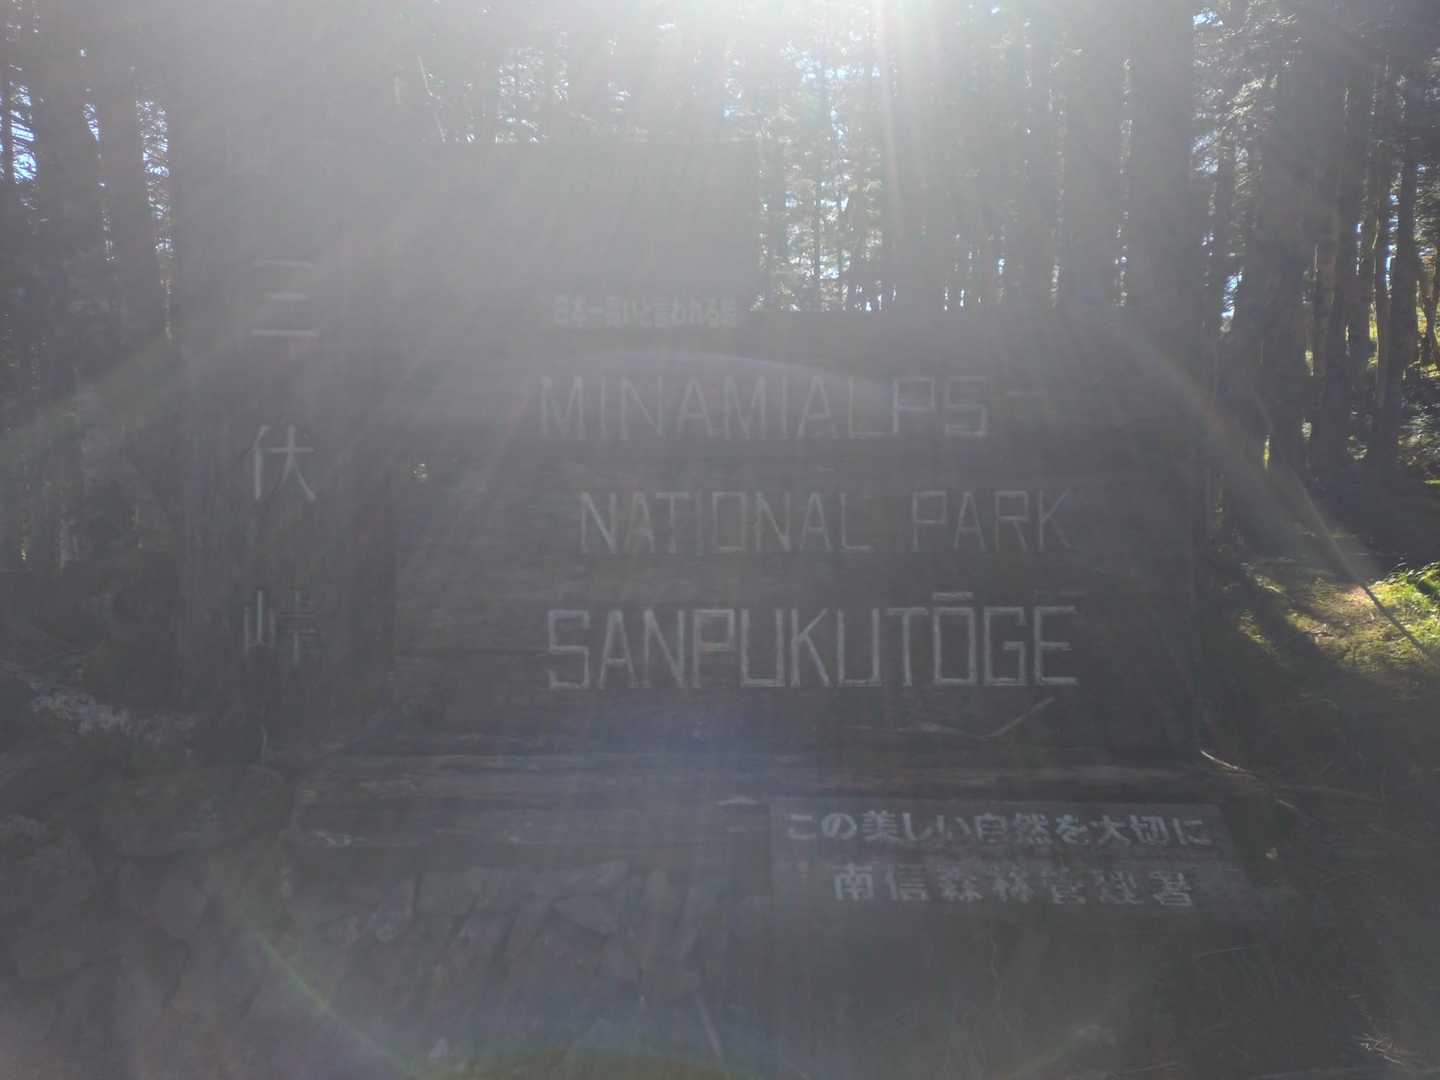 三伏峠
日本一高いと言われる峠
MINAMIALPS
NATIONAL PARK
SANPUKUTŌGE
この美しい自然を大切に
南信森林管理署